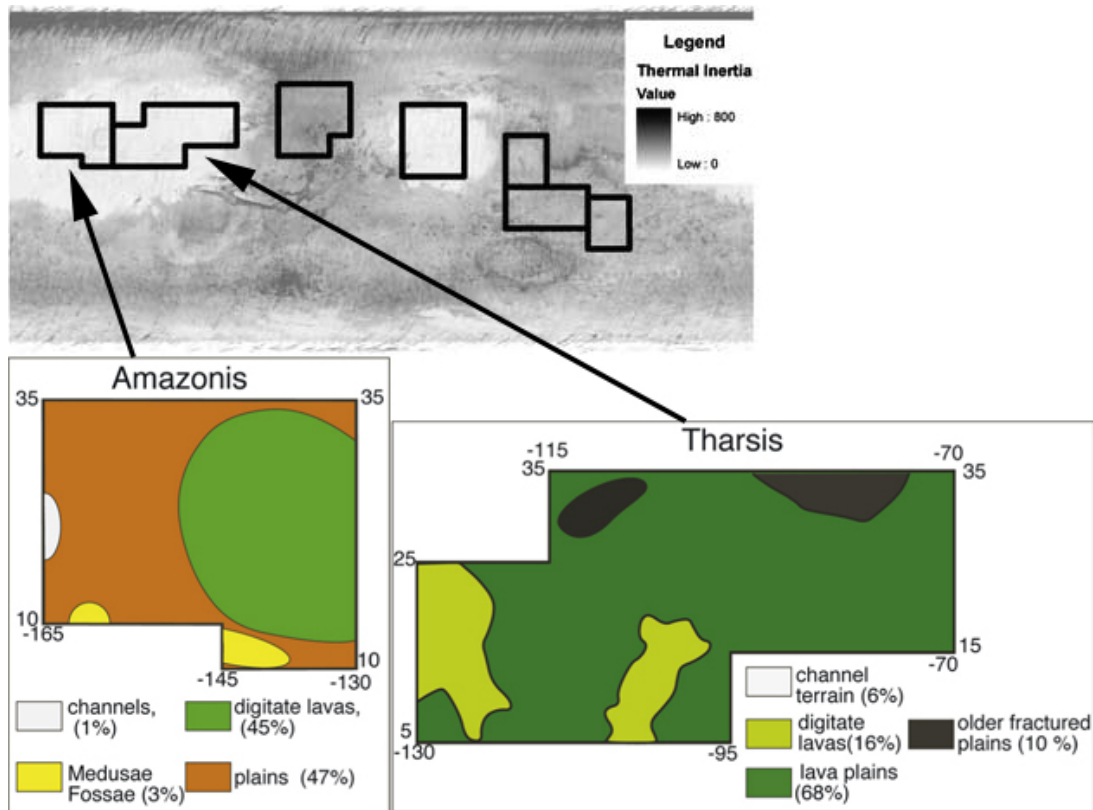 Legend
Thermal Inertia
Value
High : 800
Low : 0
Amazonis
35
35
10
-165
-145
10
-130
channels,
(1%)
digitate lavas,
(45%)
Medusae
Fossae (3%)
plains (47%)
Tharsis
-115
-70
35
35
25
15
-70
5
-130
-95
channel
terrain (6%)
digitate
lavas(16%)
older fractured
plains (10 %)
lava plains
(68%)